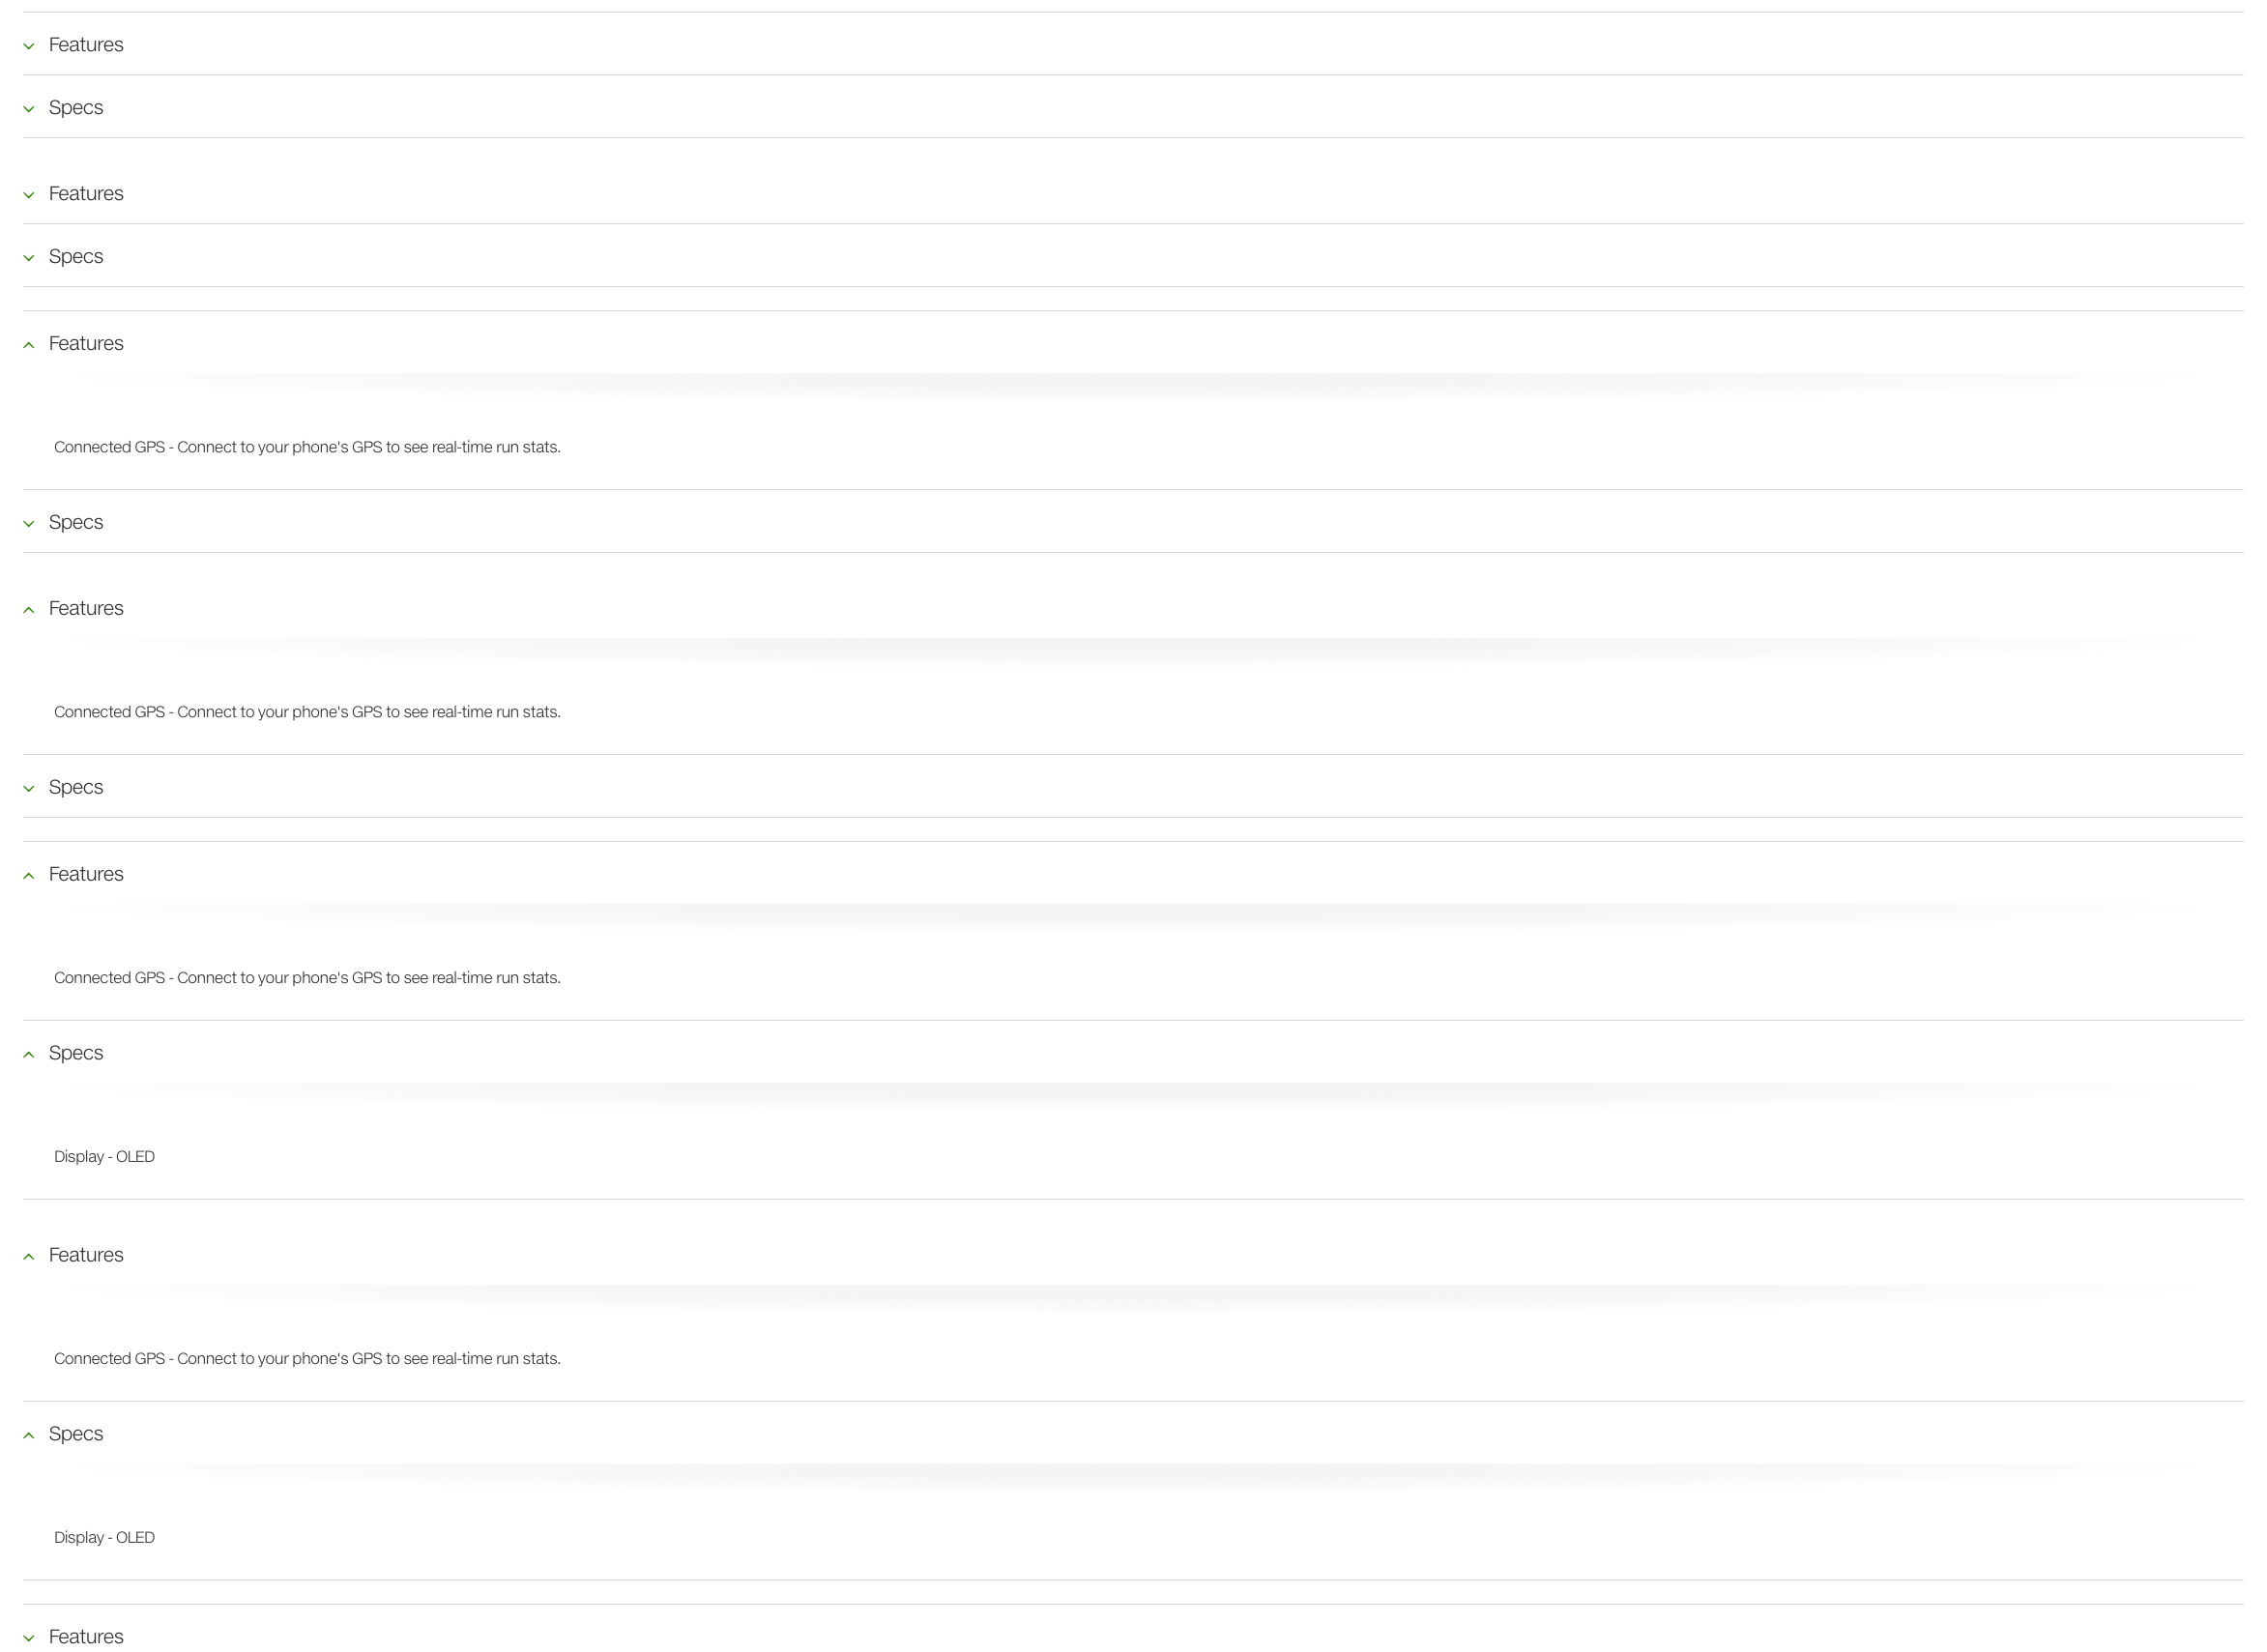 Features
Specs
Features
Specs
Features
Connected GPS - Connect to your phone's GPS to see real-time run stats.
Specs
Features
Connected GPS - Connect to your phone's GPS to see real-time run stats.
Specs
Features
Connected GPS - Connect to your phone's GPS to see real-time run stats.
Specs
Display - OLED
Features
Connected GPS - Connect to your phone's GPS to see real-time run stats.
Specs
Display - OLED
Features